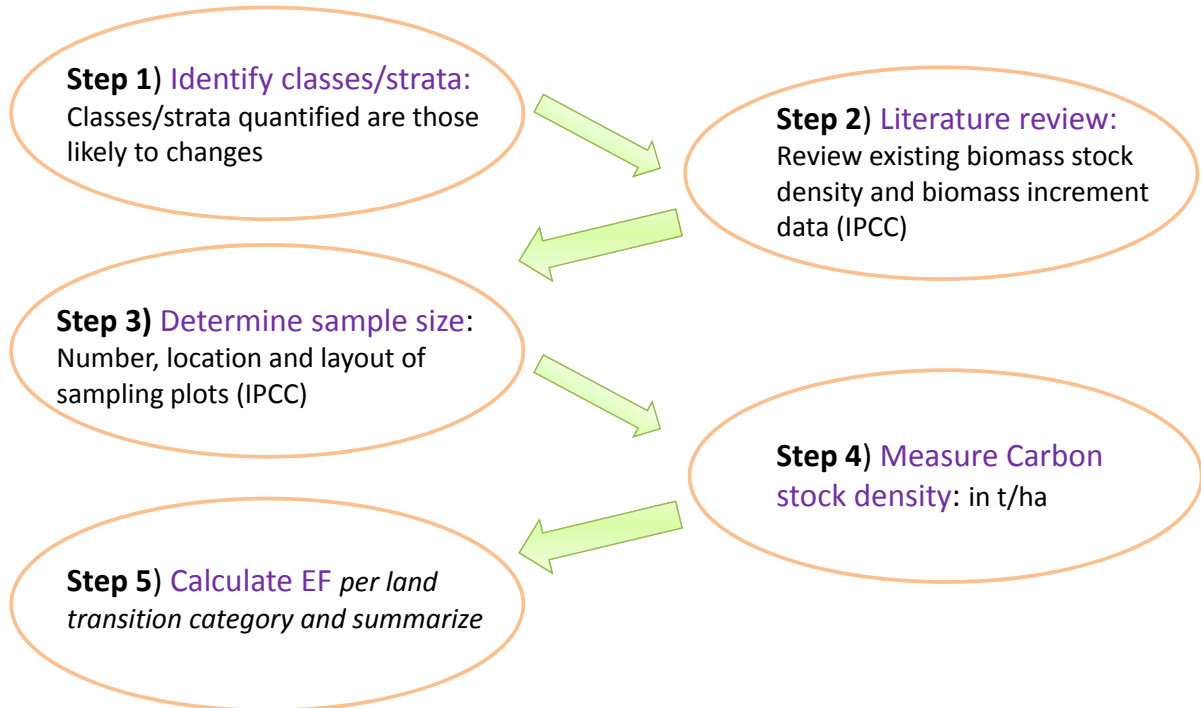 Step 1) Identify classes/strata:
Classes/strata quantified are those
likely to changes
Step 2) Literature review:
Review existing biomass stock
density and biomass increment
data (IPCC)
Step 3) Determine sample size:
Number, location and layout of
sampling plots (IPCC)
Step 4) Measure Carbon
stock density: in t/ha
Step 5) Calculate EF per land
transition category and summarize